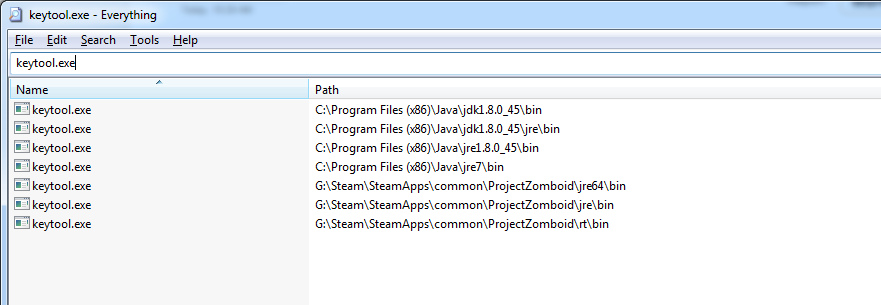 keytool.exe - Everything
File Edit Search Tools Help
keytool.exe
Name Path
keytool.exe C:\Program Files (x86)\Java\jdk1.8.0_45\bin
keytool.exe C:\Program Files (x86)\Java\jdk1.8.0_45\jre\bin
keytool.exe C:\Program Files (x86)\Java\jre1.8.0_45\bin
keytool.exe C:\Program Files (x86)\Java\jre7\bin
keytool.exe G:\Steam\SteamApps\common\ProjectZomboid\jre64\bin
keytool.exe G:\Steam\SteamApps\common\ProjectZomboid\jre\bin
keytool.exe G:\Steam\SteamApps\common\ProjectZomboid\rt\bin